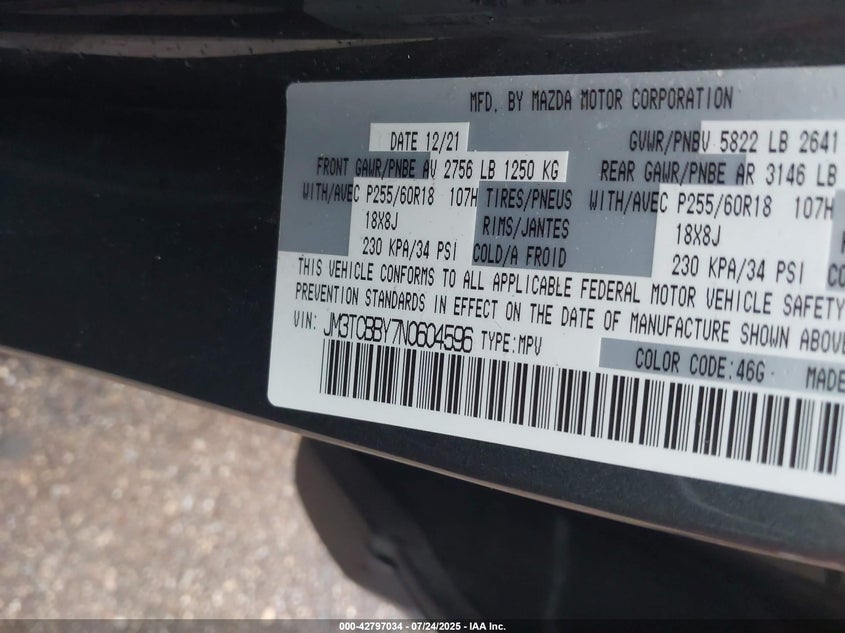 MFD. BY MAZDA MOTOR CORPORATION
DATE 12/21 GVWR/PNBV 5822 LB 2641
FRONT GAWR/PNBE AV 2756 LB 1250 KG REAR GAWR/PNBE AR 3146 LB
WITH/AVEC P255/60R18 107H TIRES/PNEUS WITH/AVEC P255/60R18 107H
18X8J RIMS/JANTES 18X8J
230 KPA/34 PSI COLD/A FROID 230 KPA/34 PSI CO
THIS VEHICLE CONFORMS TO ALL APPLICABLE FEDERAL MOTOR VEHICLE SAFETY
PREVENTION STANDARDS IN EFFECT ON THE DATE OF MANUFACTURE SHOWN ABOVE
VIN: JM3TCBBY7N0604596 TYPE:MPV
COLOR CODE:46G MADE
000-42797034 - 07/24/2025 - IAA Inc.